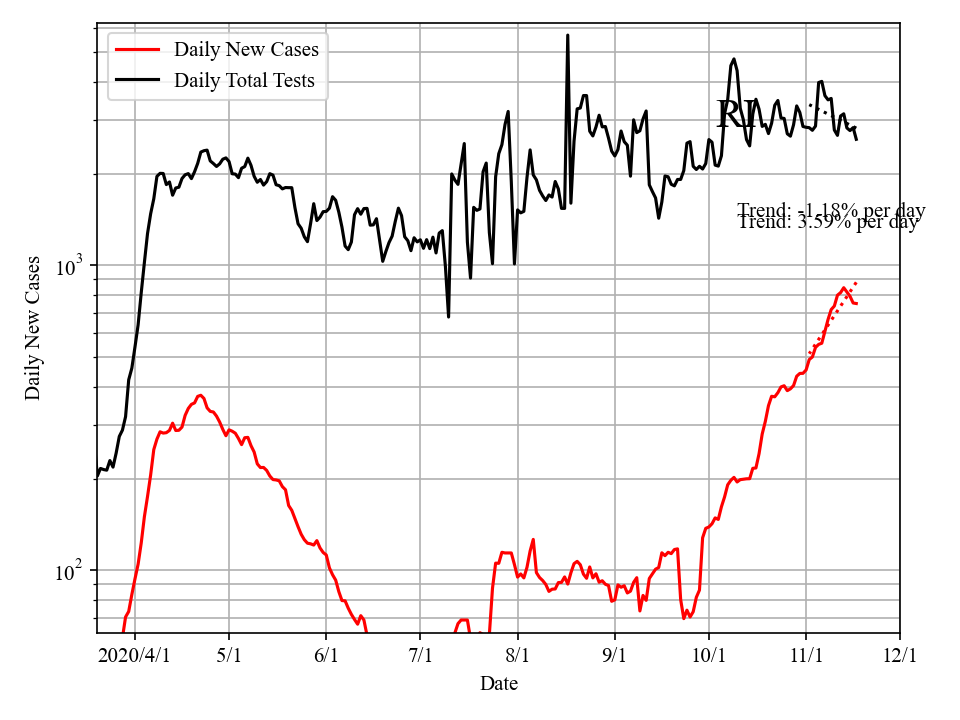 Daily New Cases
Daily Total Tests
RI
Trend: -1.18% per day
Trend: 3.59% per day
10³
10²
Daily New Cases
2020/4/1 5/1 6/1 7/1 8/1 9/1 10/1 11/1 12/1
Date